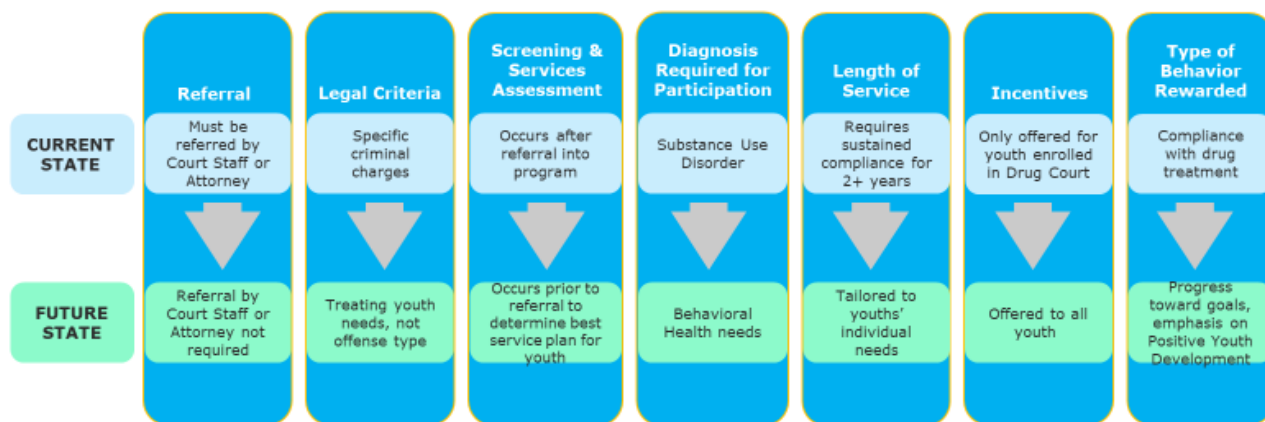 Referral
Legal Criteria
Screening &
Services
Assessment
Diagnosis
Required for
Participation
Length of
Service
Incentives
Type of
Behavior
Rewarded
CURRENT
STATE
Must be
referred by
Court Staff or
Attorney
Specific
criminal
charges
Occurs after
referral into
program
Substance Use
Disorder
Requires
sustained
compliance for
2+ years
Only offered for
youth enrolled
in Drug Court
Compliance
with drug
treatment
FUTURE
STATE
Referral by
Court Staff or
Attorney not
required
Treating youth
needs, not
offense type
Occurs prior to
referral to
determine best
service plan for
youth
Behavioral
Health needs
Tailored to
youths'
individual
needs
Offered to all
youth
Progress
toward goals,
emphasis on
Positive Youth
Development